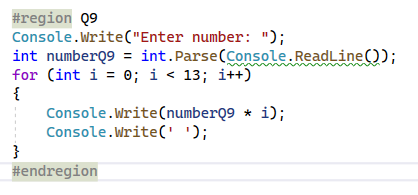 #region Q9
Console.Write("Enter number: ");
int numberQ9 = int.Parse(Console.ReadLine());
for (int i = 0; i < 13; i++)
{
    Console.Write(numberQ9 * i);
    Console.Write(' ');
}
#endregion